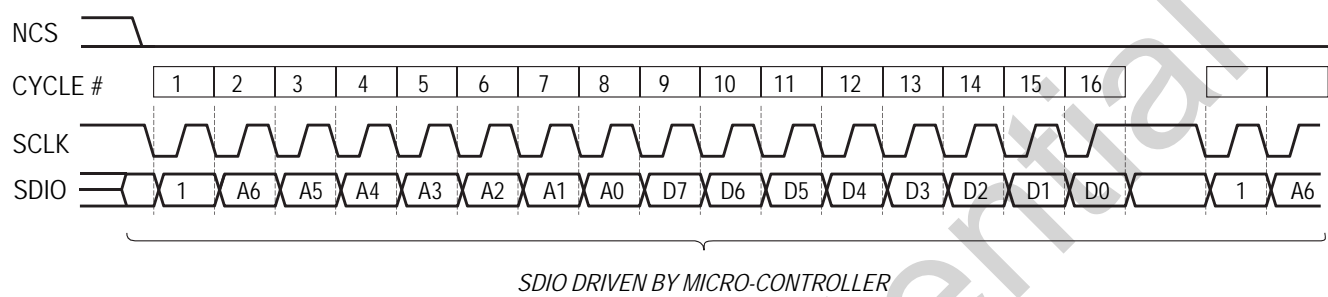 NCS
CYCLE # 1 2 3 4 5 6 7 8 9 10 11 12 13 14 15 16
SCLK
SDIO 1 A6 A5 A4 A3 A2 A1 A0 D7 D6 D5 D4 D3 D2 D1 D0 1 A6
SDIO DRIVEN BY MICRO-CONTROLLER
ential